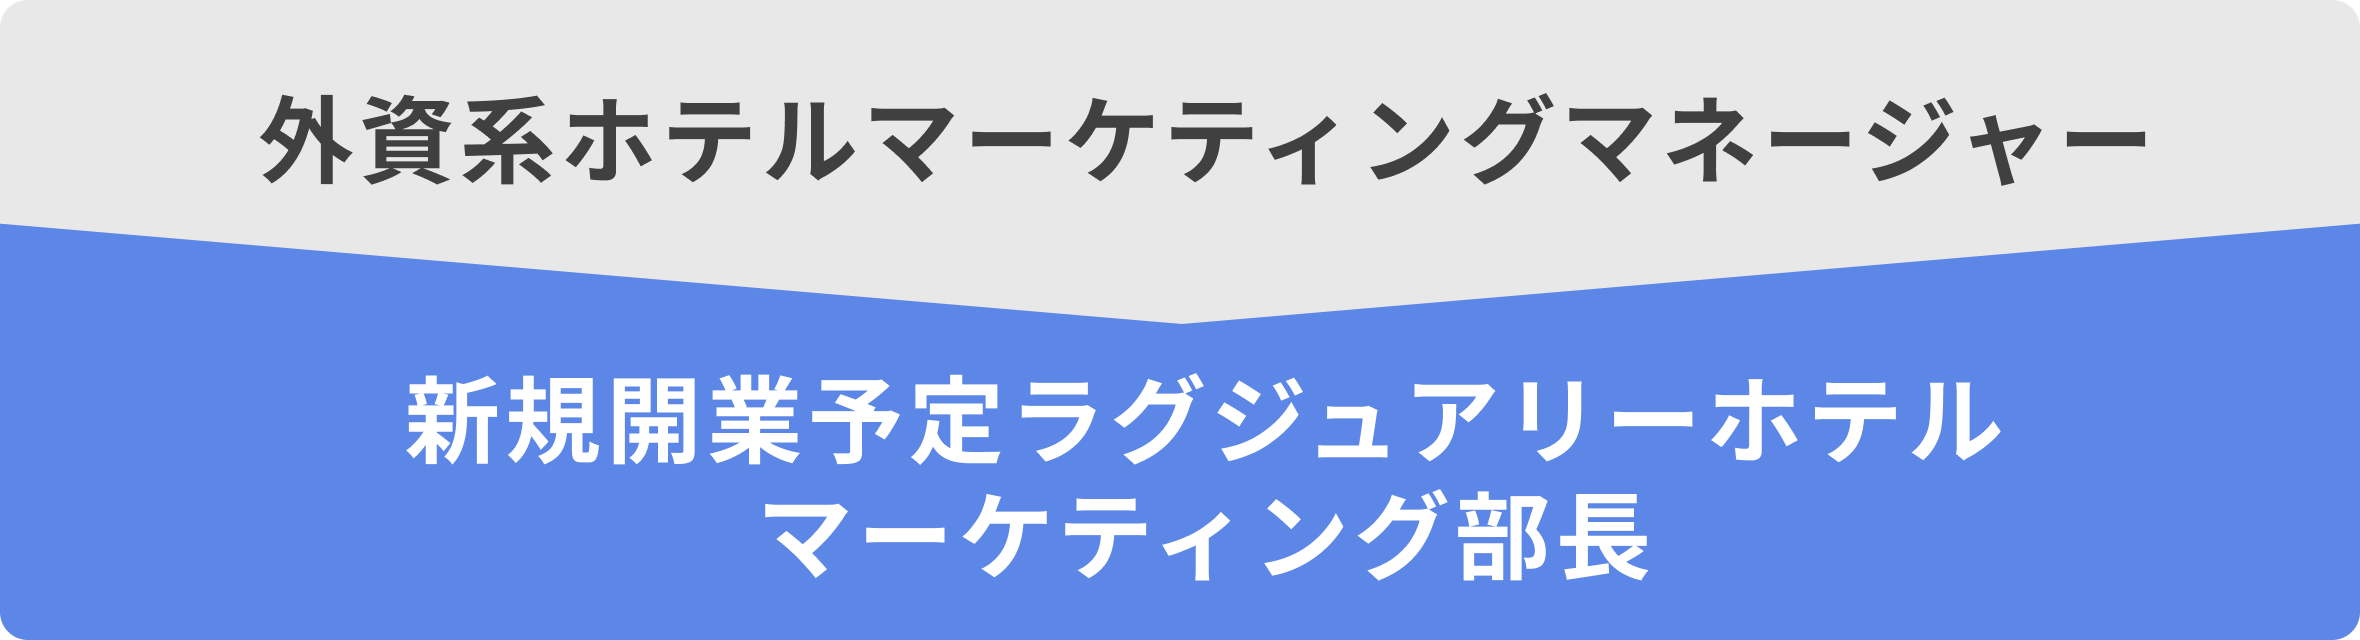 外資系ホテルマーケティングマネージャー
新規開業予定ラグジュアリーホテル
マーケティング部長